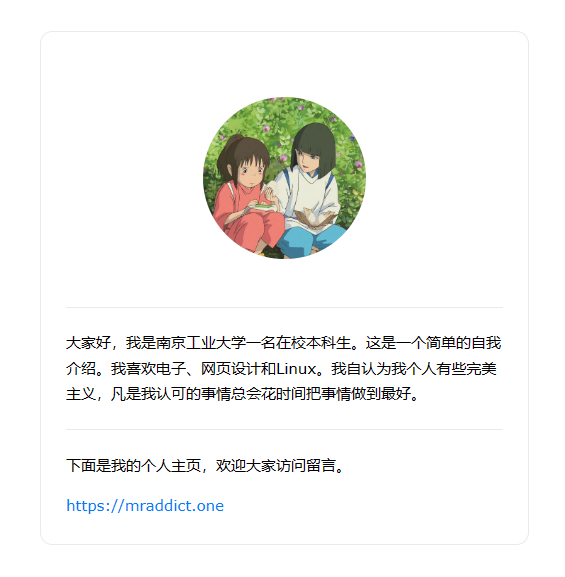 大家好，我是南京工业大学一名在校本科生。这是一个简单的自我
介绍。我喜欢电子、网页设计和Linux。我自认为我个人有些完美
主义，凡是我认可的事情总会花时间把事情做到最好。
下面是我的个人主页，欢迎大家访问留言。
https://mraddict.one